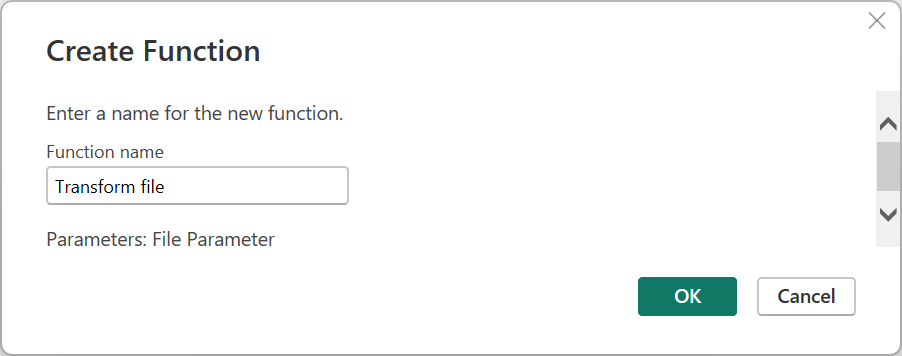 Create Function
Enter a name for the new function.
Function name
Transform file
Parameters: File Parameter
OK
Cancel